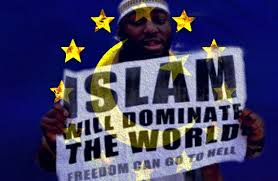 ISLAM
WILL DOMINATE
THE WORLD
FREEDOM CAN GO TO HELL